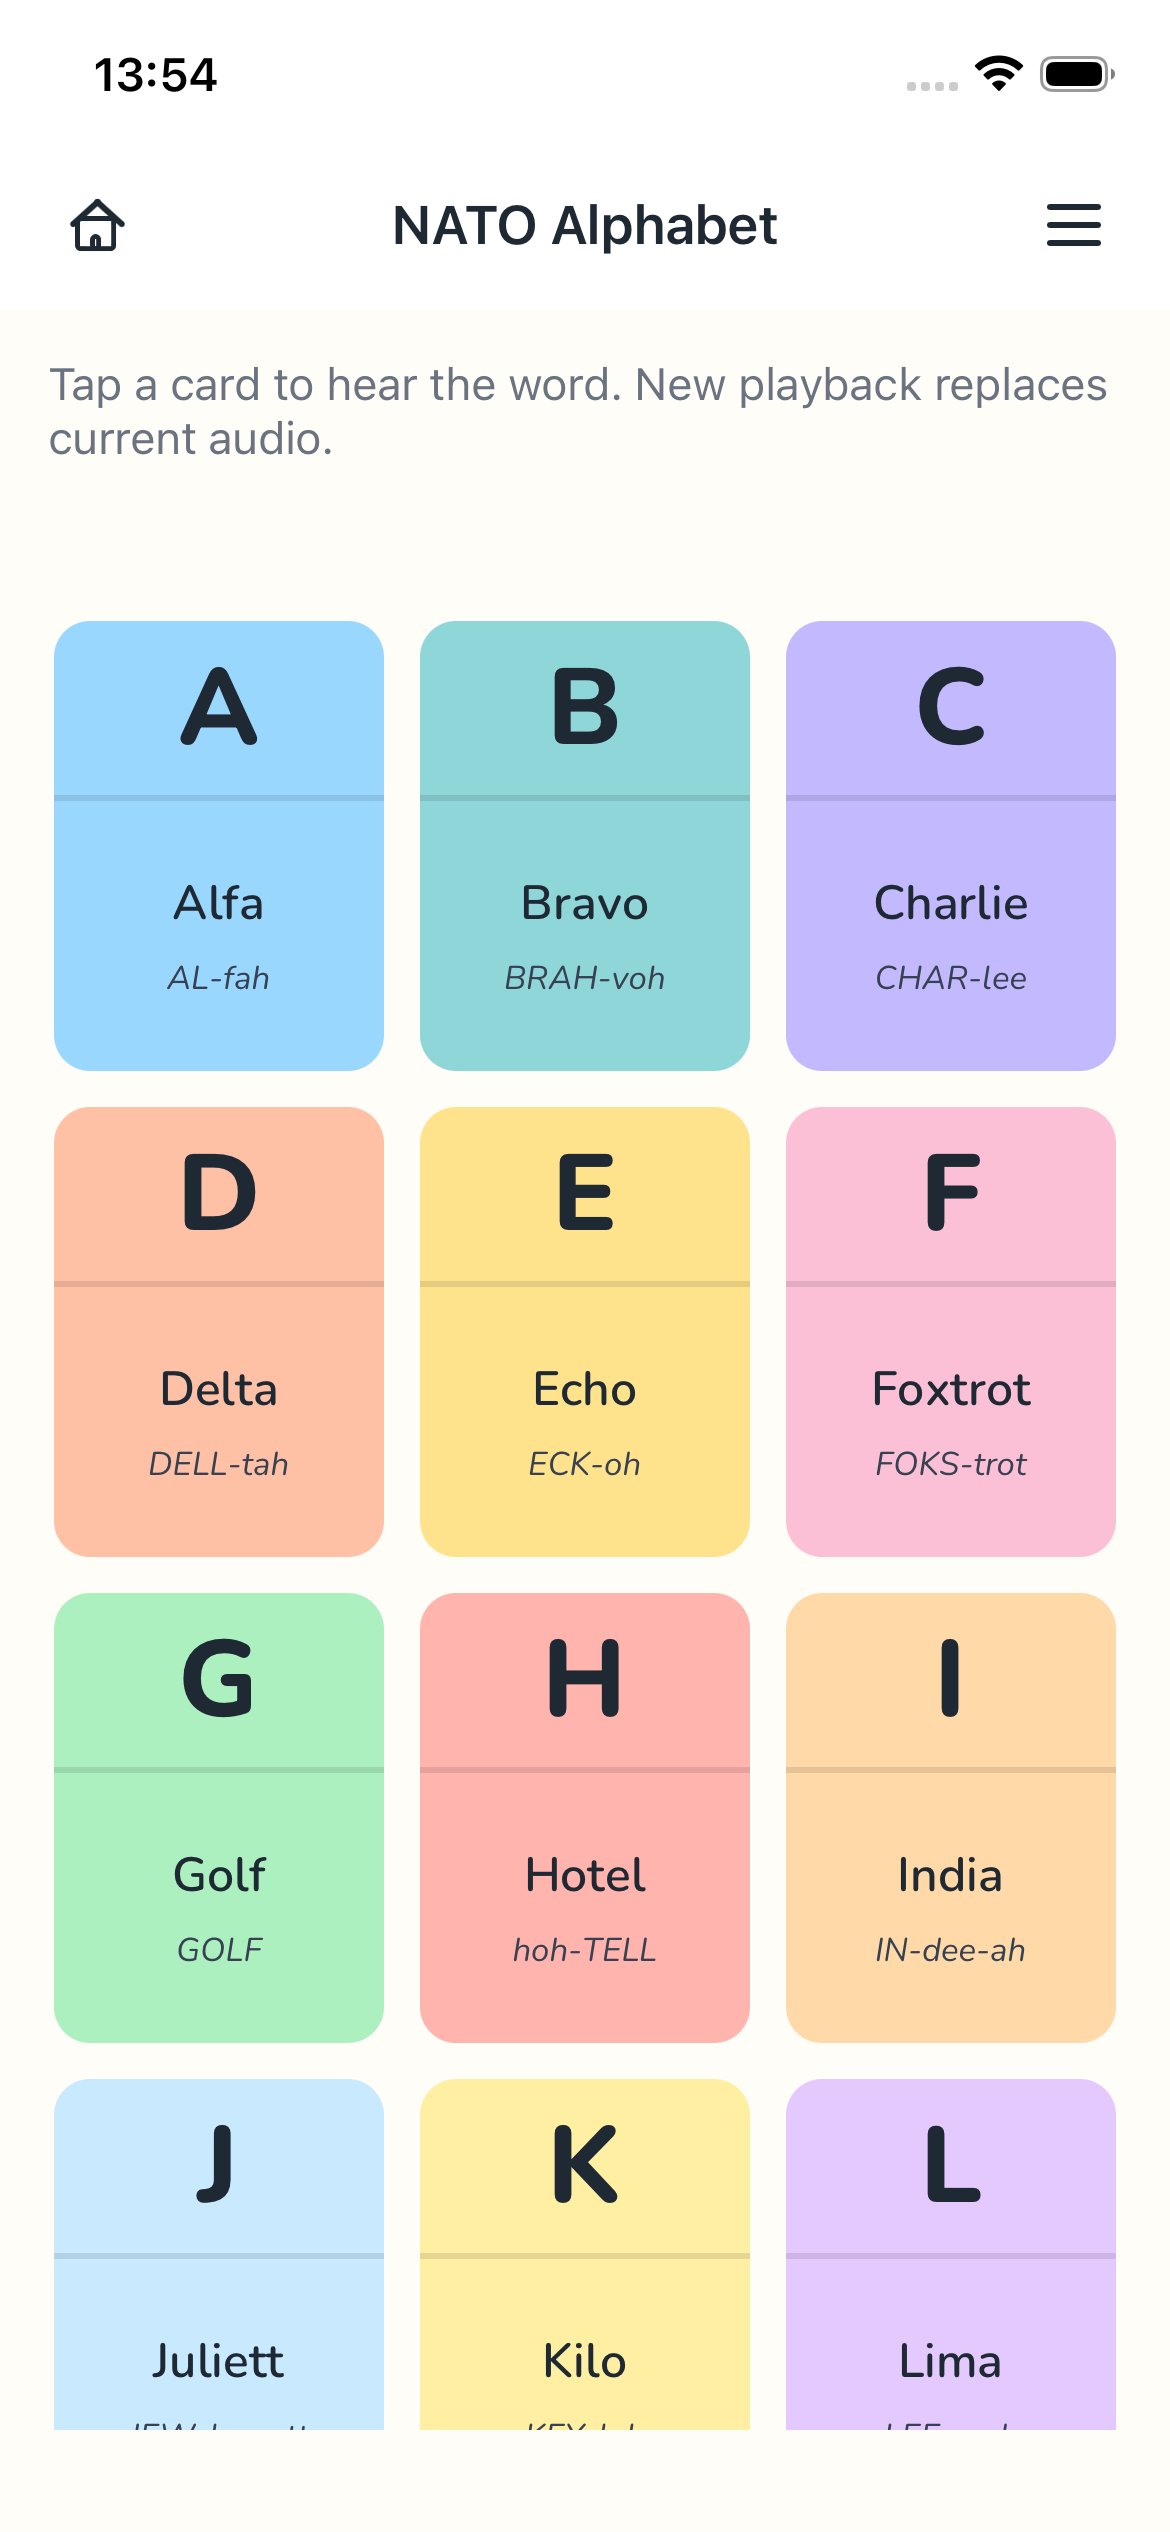 13:54
NATO Alphabet
Tap a card to hear the word. New playback replaces
current audio.
A
B
C
Alfa
Bravo
Charlie
AL-fah
BRAH-voh
CHAR-lee
D
E
F
Delta
Echo
Foxtrot
DELL-tah
ECK-oh
FOKS-trot
G
H
I
Golf
Hotel
India
GOLF
hoh-TELL
IN-dee-ah
J
K
L
Juliett
Kilo
Lima